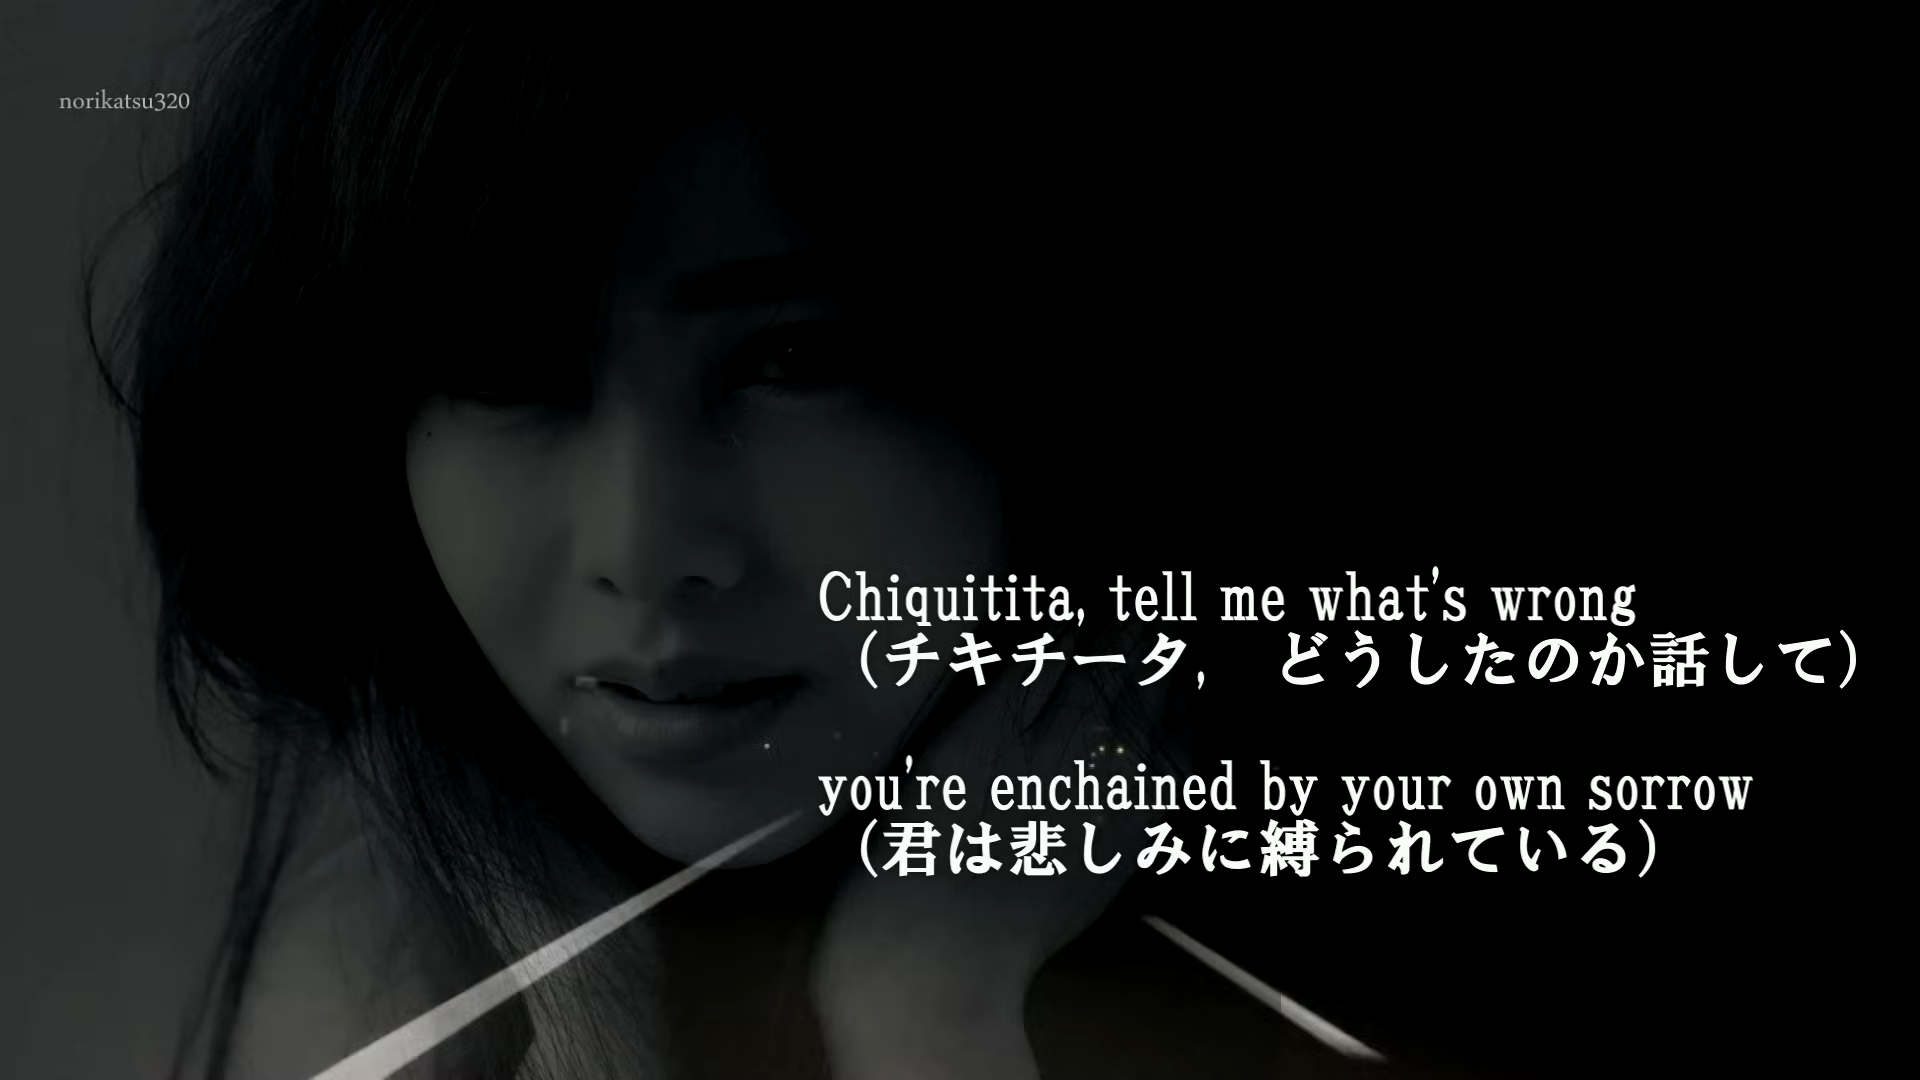 norikatsu320
Chiquitita, tell me what's wrong
(チキチータ, どうしたのか話して)
you're enchained by your own sorrow
(君は悲しみに縛られている)